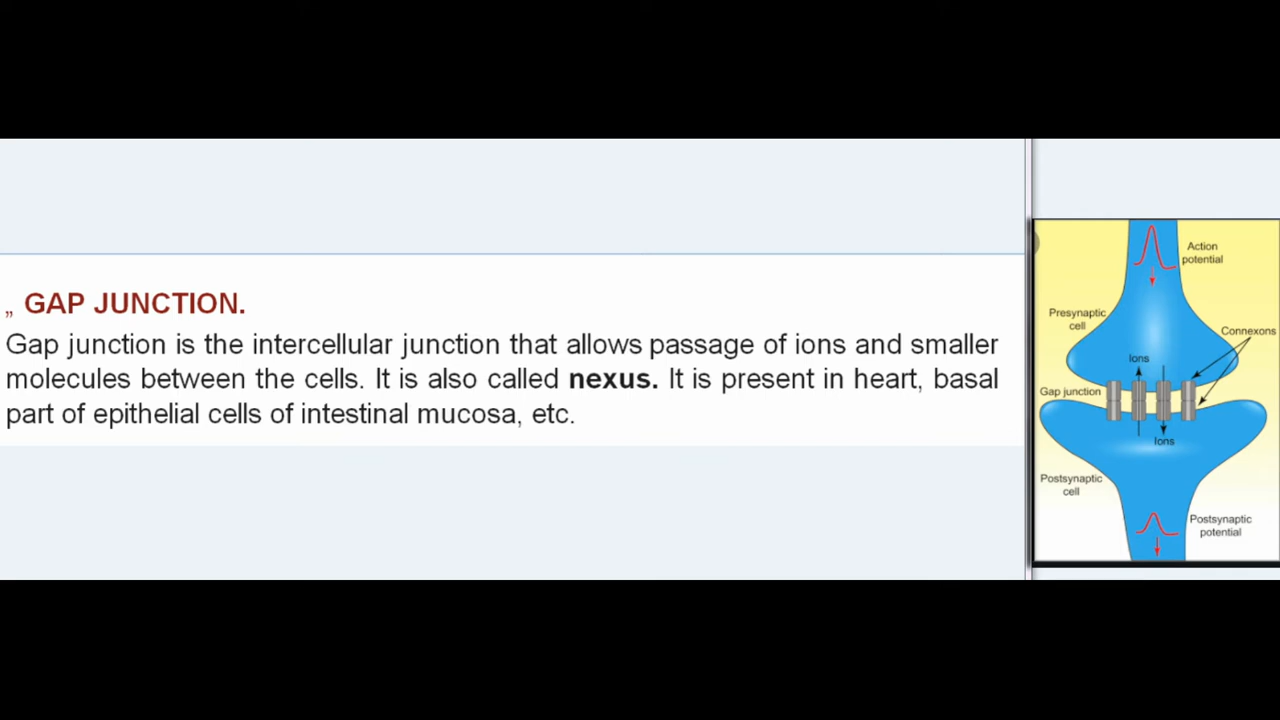 „ GAP JUNCTION.
Gap junction is the intercellular junction that allows passage of ions and smaller
molecules between the cells. It is also called nexus. It is present in heart, basal
part of epithelial cells of intestinal mucosa, etc.
Action
potential
Presynaptic
cell
Connexons
Ions
Gap junction
Ions
Postsynaptic
cell
Postsynaptic
potential